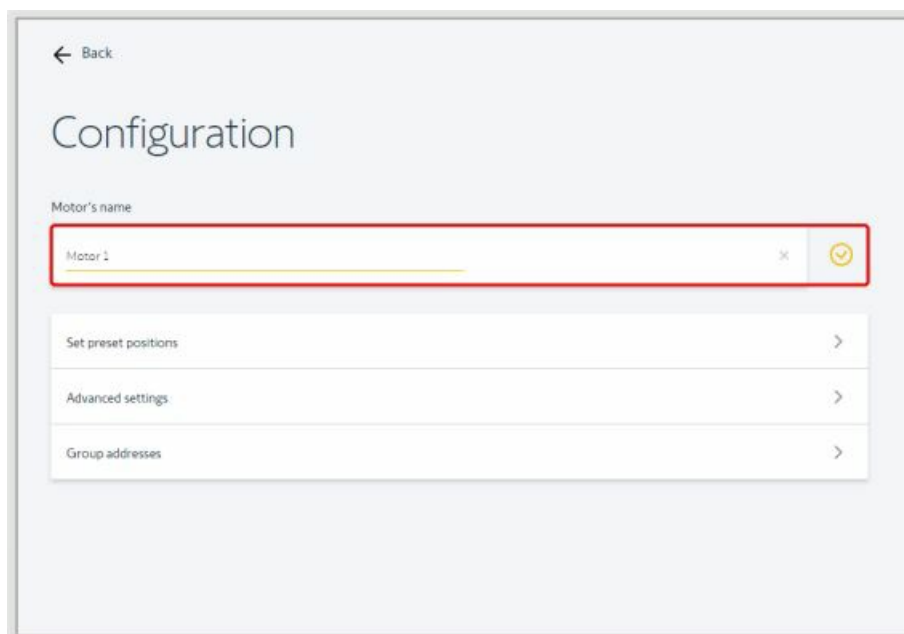 Back
Configuration
Motor's name
Motor 1
Set preset positions
Advanced settings
Group addresses